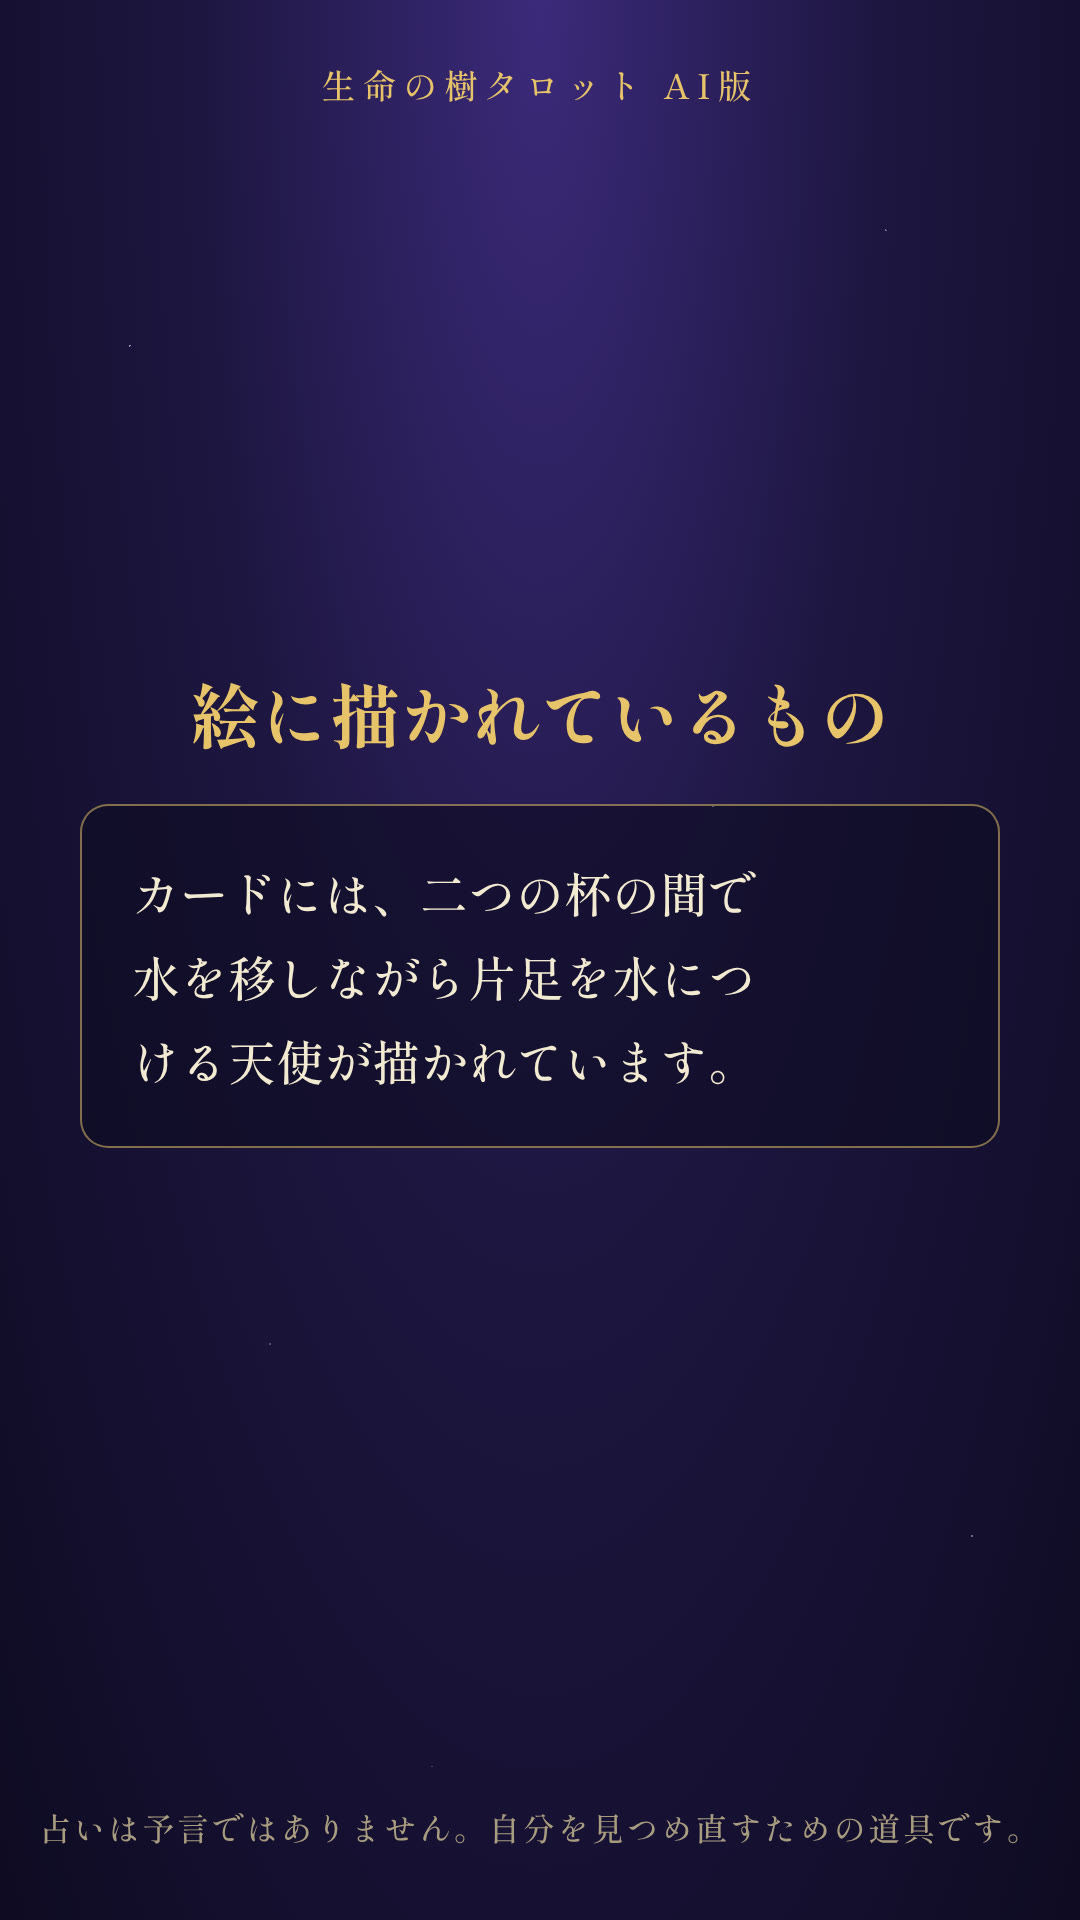 生命の樹タロット AI版
絵に描かれているもの
カードには、二つの杯の間で
水を移しながら片足を水につ
ける天使が描かれています。
占いは予言ではありません。自分を見つめ直すための道具です。